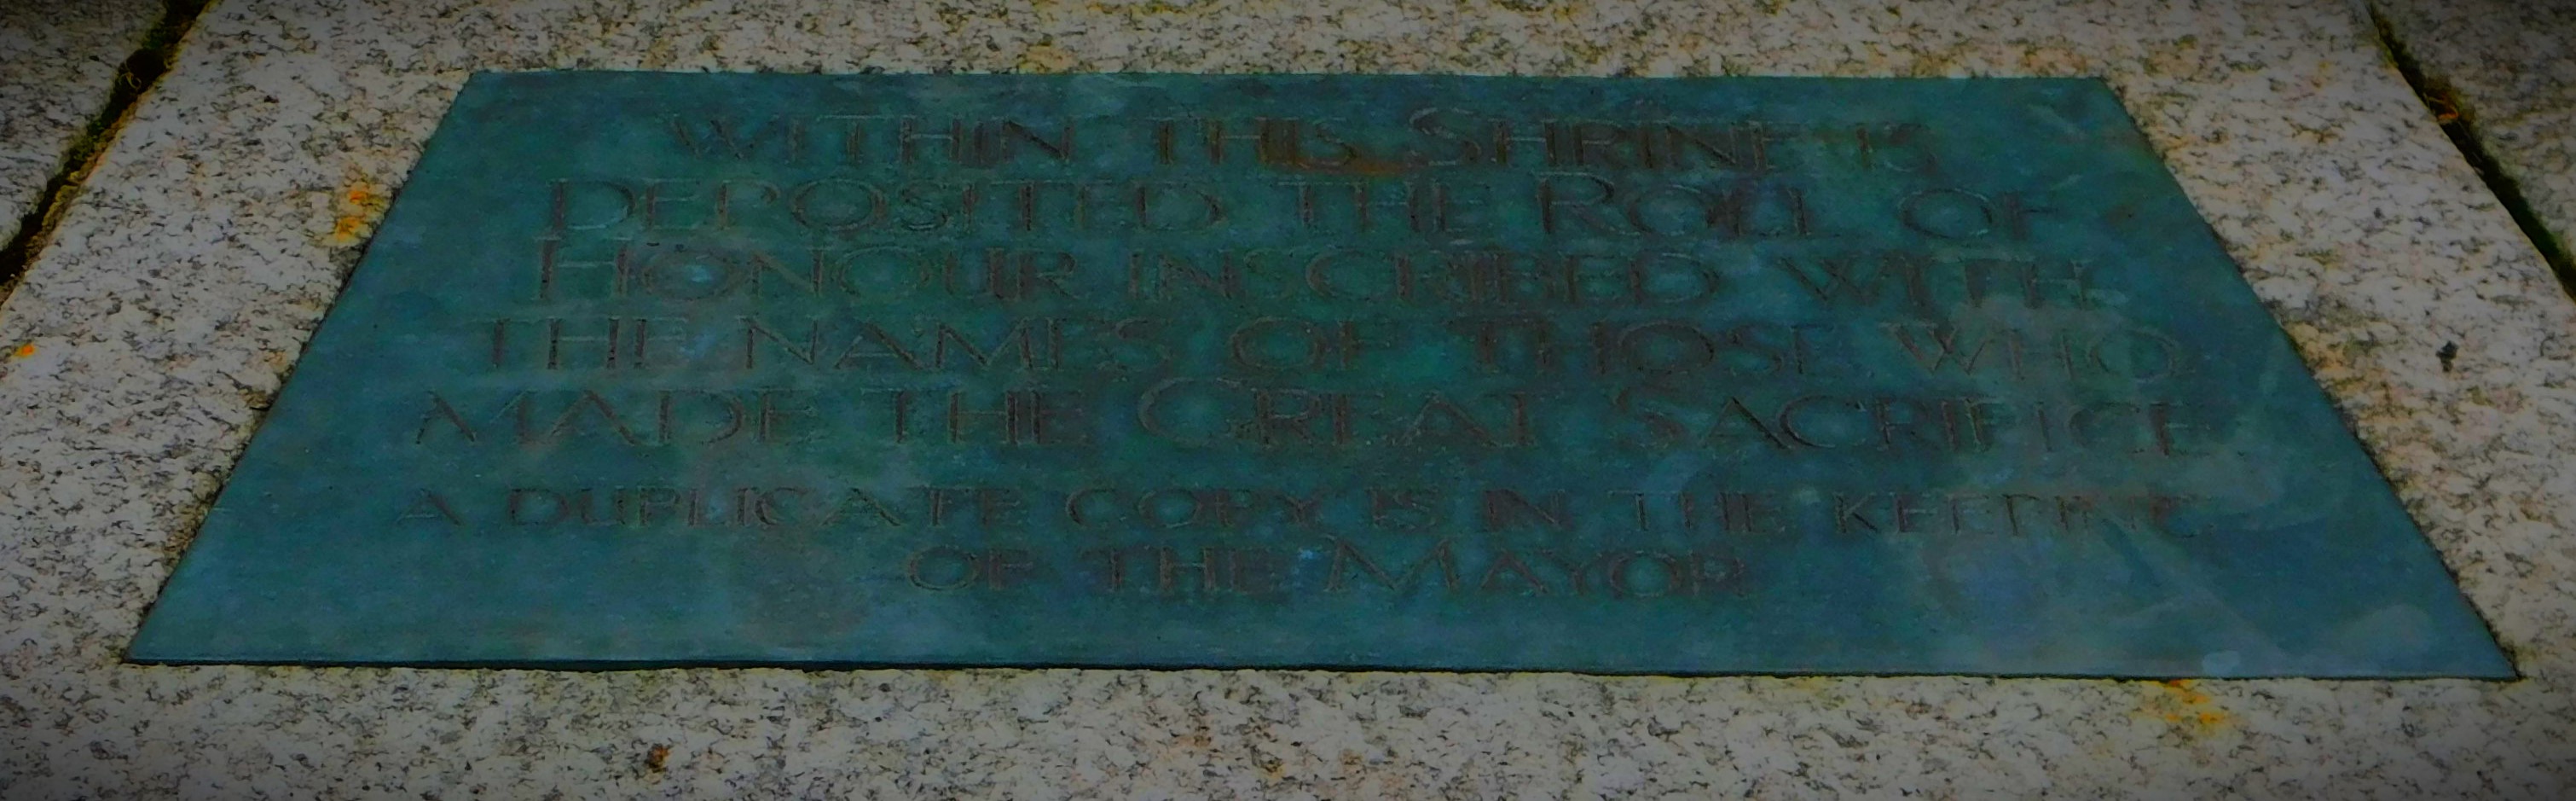 WITHIN THIS SHRINE IS
DEPOSITED THE ROLL OF
HONOUR INSCRIBED WITH
THE NAMES OF THOSE WHO
MADE THE GREAT SACRIFICE
A DUPLICATE COPY IS IN THE KEEPING
OF THE MAYOR